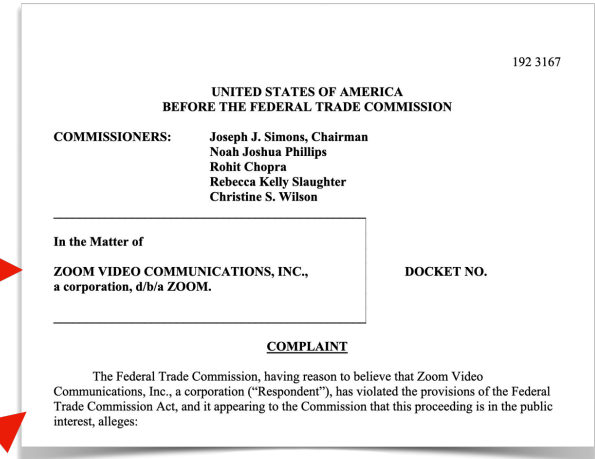 192 3167
UNITED STATES OF AMERICA
BEFORE THE FEDERAL TRADE COMMISSION
COMMISSIONERS: Joseph J. Simons, Chairman
Noah Joshua Phillips
Rohit Chopra
Rebecca Kelly Slaughter
Christine S. Wilson
In the Matter of
ZOOM VIDEO COMMUNICATIONS, INC., DOCKET NO.
a corporation, d/b/a ZOOM.
COMPLAINT
The Federal Trade Commission, having reason to believe that Zoom Video
Communications, Inc., a corporation (“Respondent”), has violated the provisions of the Federal
Trade Commission Act, and it appearing to the Commission that this proceeding is in the public
interest, alleges: